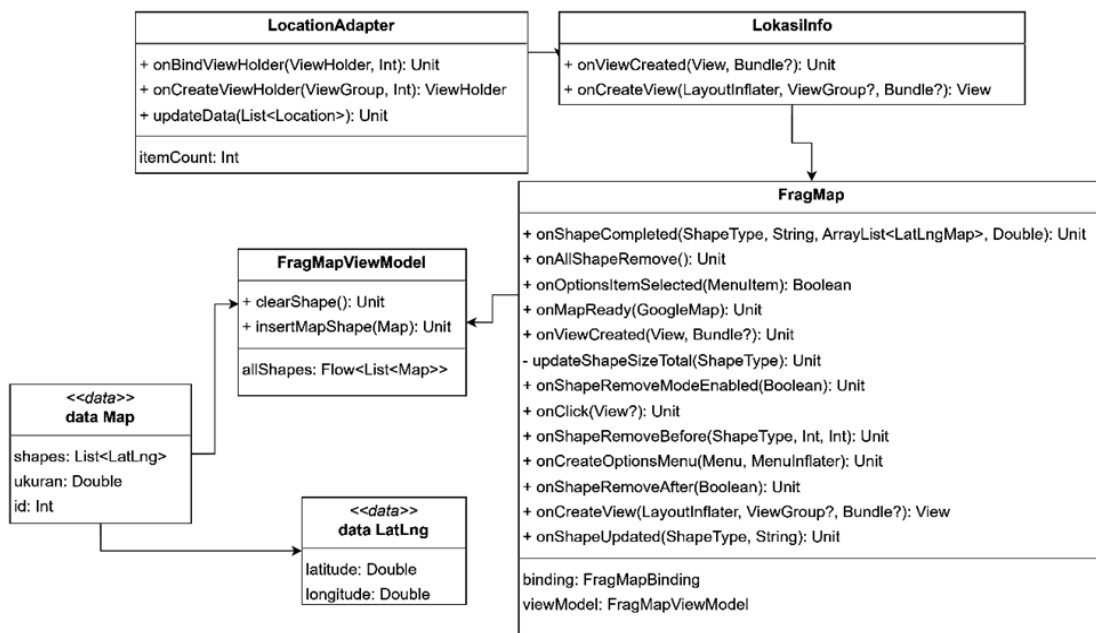 LocationAdapter
+ onBindViewHolder(ViewHolder, Int): Unit
+ onCreateViewHolder(ViewGroup, Int): ViewHolder
+ updateData(List<Location>): Unit
itemCount: Int
LokasiInfo
+ onViewCreated(View, Bundle?): Unit
+ onCreateView(LayoutInflater, ViewGroup?, Bundle?): View
FragMap
+ onShapeCompleted(ShapeType, String, ArrayList<LatLngMap>, Double): Unit
+ onAllShapeRemove(): Unit
+ onOptionsItemSelected(MenuItem): Boolean
+ onMapReady(GoogleMap): Unit
+ onViewCreated(View, Bundle?): Unit
- updateShapeSizeTotal(ShapeType): Unit
+ onShapeRemoveModeEnabled(Boolean): Unit
+ onClick(View?): Unit
+ onShapeRemoveBefore(ShapeType, Int, Int): Unit
+ onCreateOptionsMenu(Menu, MenuInflater): Unit
+ onShapeRemoveAfter(Boolean): Unit
+ onCreateView(LayoutInflater, ViewGroup?, Bundle?): View
+ onShapeUpdated(ShapeType, String): Unit
binding: FragMapBinding
viewModel: FragMapViewModel
FragMapViewModel
+ clearShape(): Unit
+ insertMapShape(Map): Unit
allShapes: Flow<List<Map>>
<<data>>
data Map
shapes: List<LatLng>
ukuran: Double
id: Int
<<data>>
data LatLng
latitude: Double
longitude: Double